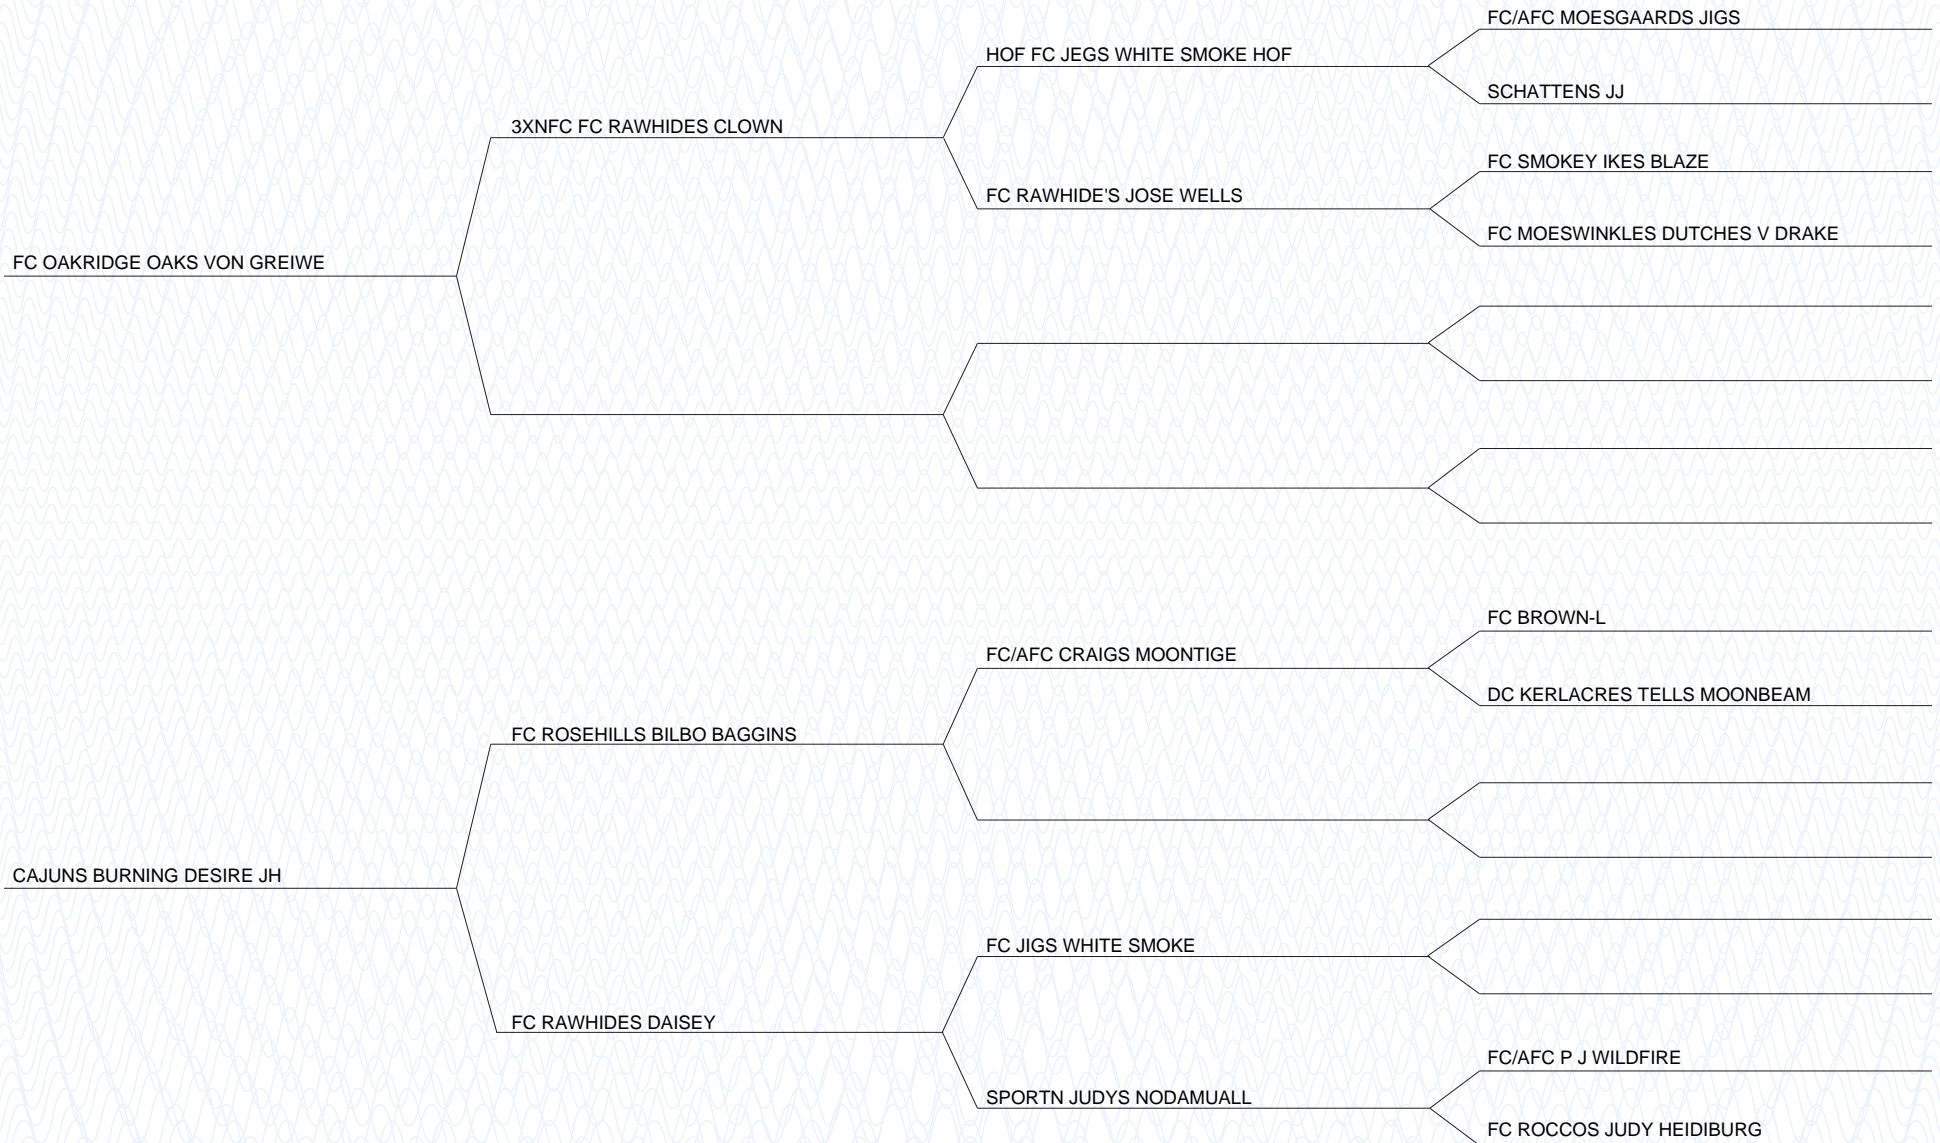 FC/AFC MOESGAARDS JIGS
HOF FC JEGS WHITE SMOKE HOF
SCHATTENS JJ
3XNFC FC RAWHIDES CLOWN
FC SMOKEY IKES BLAZE
FC RAWHIDE'S JOSE WELLS
FC MOESWINKLES DUTCHES V DRAKE
FC OAKRIDGE OAKS VON GREIWE
FC BROWN-L
FC/AFC CRAIGS MOONTIGE
DC KERLACRES TELLS MOONBEAM
FC ROSEHILLS BILBO BAGGINS
CAJUNS BURNING DESIRE JH
FC JIGS WHITE SMOKE
FC RAWHIDES DAISEY
FC/AFC P J WILDFIRE
SPORTN JUDYS NODAMUALL
FC ROCCOS JUDY HEIDIBURG